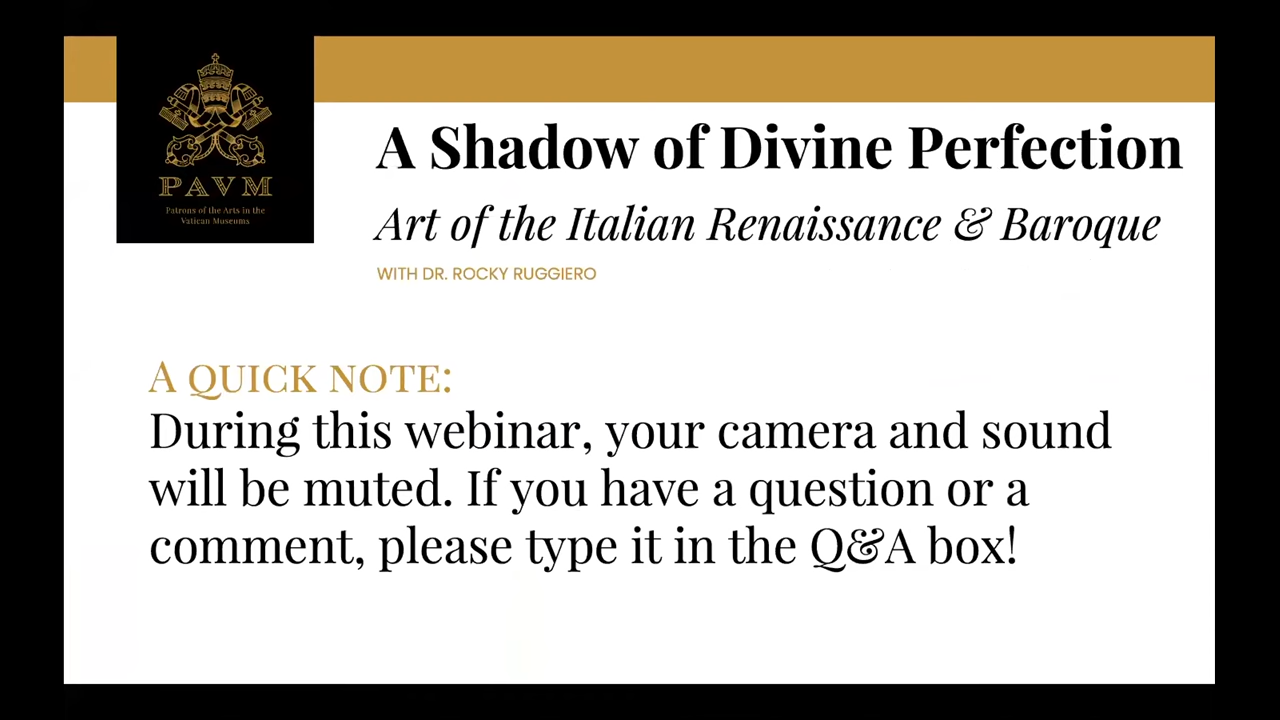 PAVM
Patrons of the Arts in the
Vatican Museums
A Shadow of Divine Perfection
Art of the Italian Renaissance & Baroque
WITH DR. ROCKY RUGGIERO
A QUICK NOTE:
During this webinar, your camera and sound
will be muted. If you have a question or a
comment, please type it in the Q&A box!